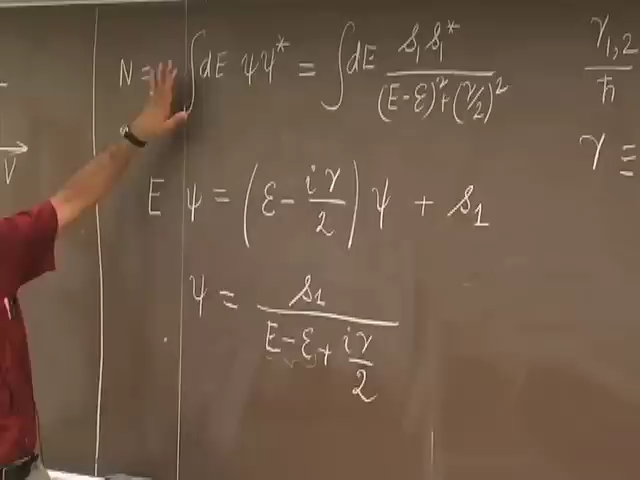 N = ∫ dE ψψ* = ∫ dE s₁s₁* / (E-ε)² + (γ/2)²
E ψ = (ε - iγ/2) ψ + s₁
ψ = s₁ / E - ε + iγ/2
γ₁,₂ / ħ
γ ≡
V